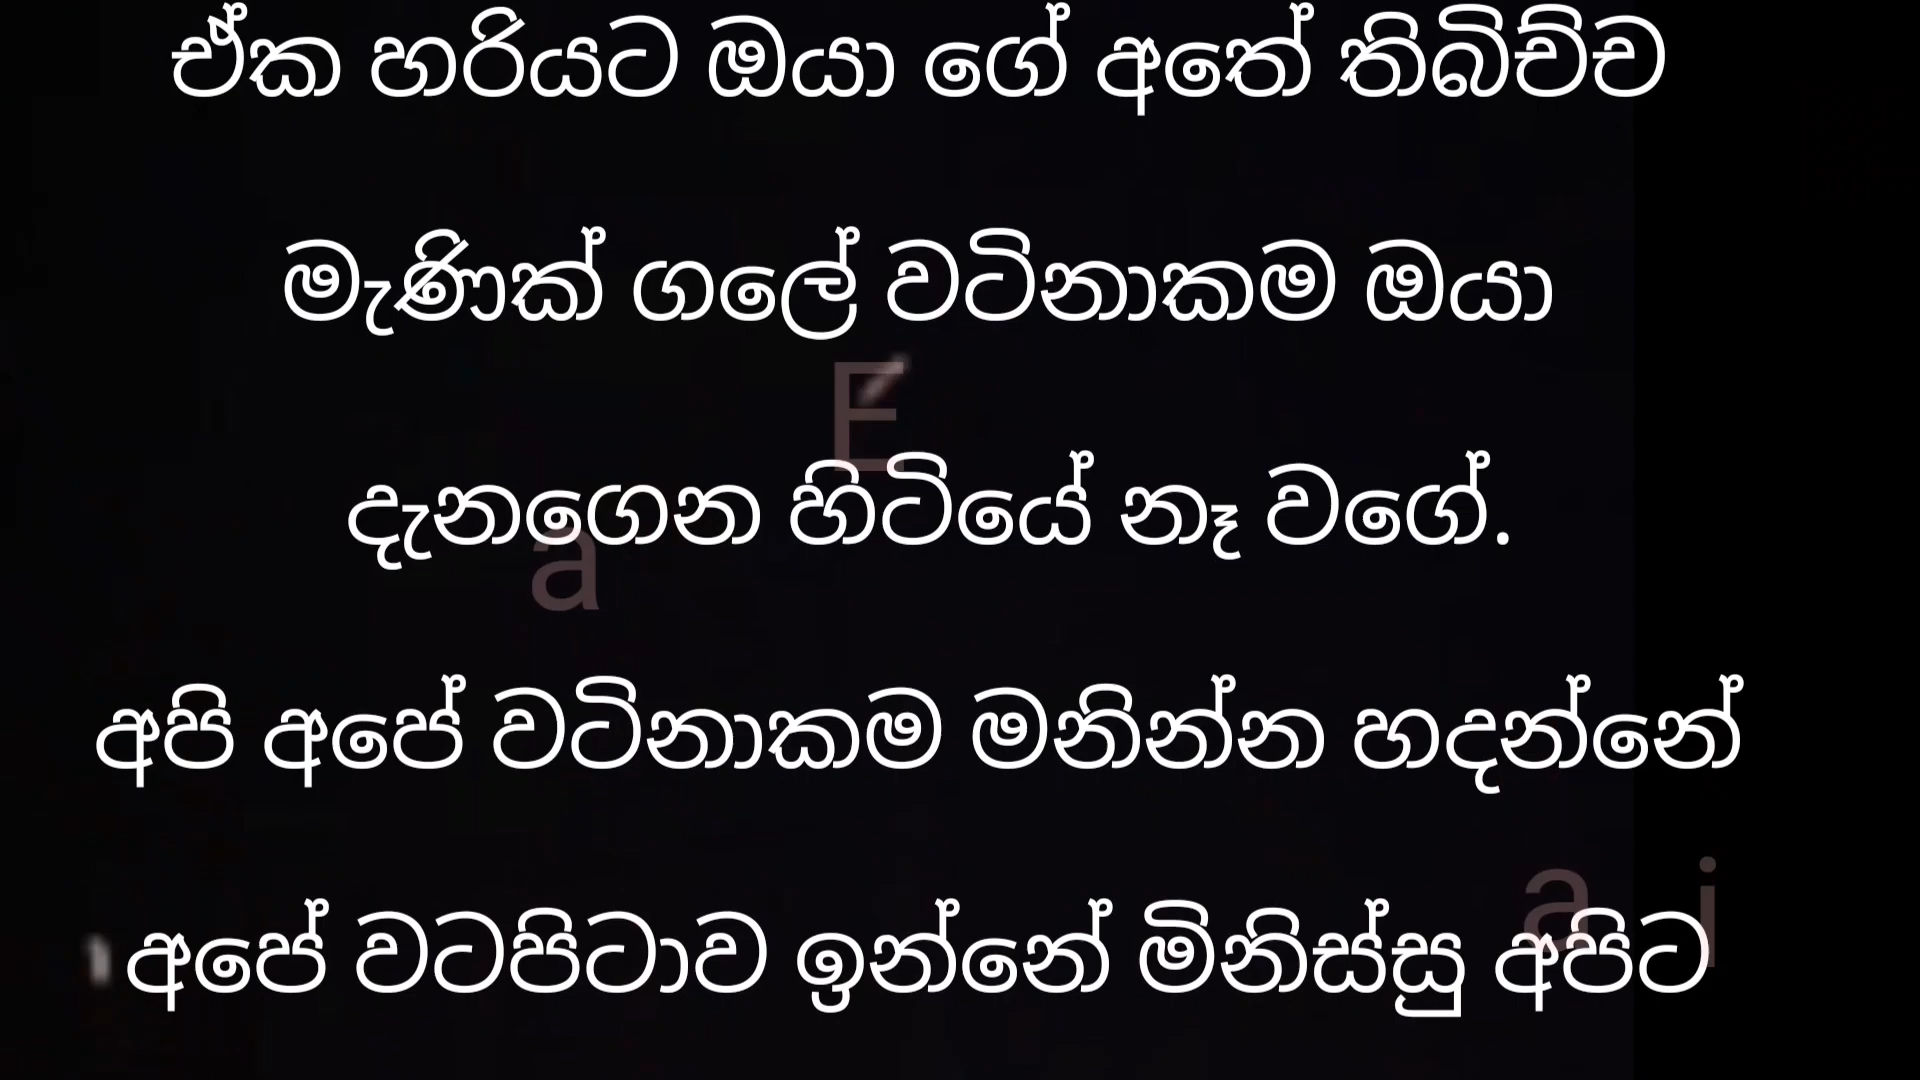 ඒක හරියට ඔයා ගේ අතේ තිබිච්ච
මැණික් ගලේ වටිනාකම ඔයා
E
දැනගෙන හිටියේ නෑ වගේ.
a
අපි අපේ වටිනාකම මනින්න හදන්නේ
a i
අපේ වටපිටාව ඉන්නේ මිනිස්සු අපිට